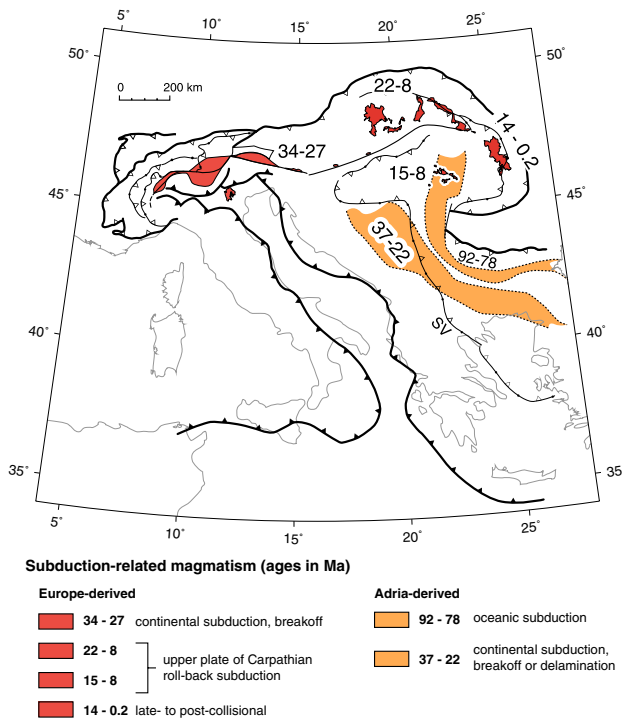 5°
10°
15°
20°
25°
50°
50°
0 200 km
22-8
14 - 0.2
34-27
15-8
45°
45°
37-22
92-78
SV
40°
40°
35°
35
5°
10°
15°
20°
25°
Subduction-related magmatism (ages in Ma)
Europe-derived
Adria-derived
34 - 27 continental subduction, breakoff
92 - 78 oceanic subduction
22 - 8
upper plate of Carpathian
roll-back subduction
15 - 8
37 - 22 continental subduction,
breakoff or delamination
14 - 0.2 late- to post-collisional